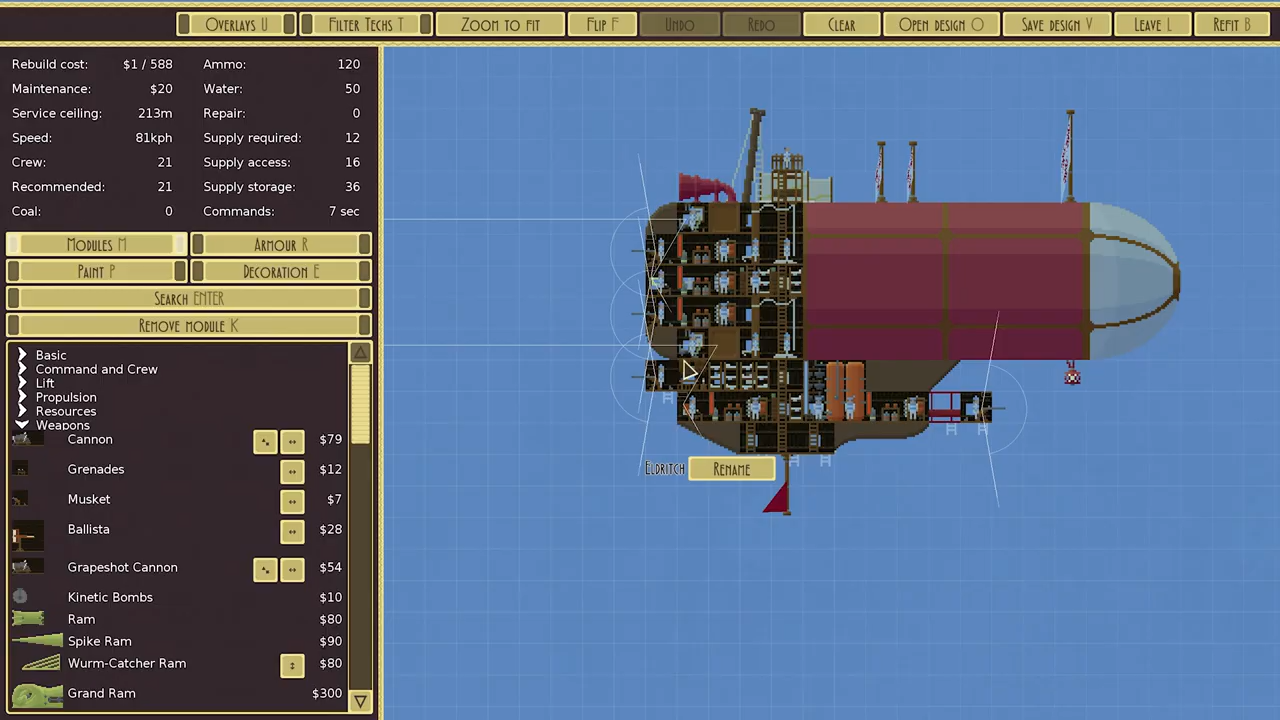 OVERLAYS U
FILTER TECHS T
ZOOM TO FIT
FLIP F
UNDO
REDO
CLEAR
OPEN DESIGN O
SAVE DESIGN V
LEAVE L
REFIT B
Rebuild cost: $1 / 588 Ammo: 120
Maintenance: $20 Water: 50
Service ceiling: 213m Repair: 0
Speed: 81kph Supply required: 12
Crew: 21 Supply access: 16
Recommended: 21 Supply storage: 36
Coal: 0 Commands: 7 sec
MODULES M ARMOUR R
PAINT P DECORATION E
SEARCH ENTER
REMOVE MODULE K
Basic
Command and Crew
Lift
Propulsion
Resources
Weapons
Cannon $79
Grenades $12
Musket $7
Ballista $28
Grapeshot Cannon $54
Kinetic Bombs $10
Ram $80
Spike Ram $90
Wurm-Catcher Ram $80
Grand Ram $300
ELDRITCH RENAME